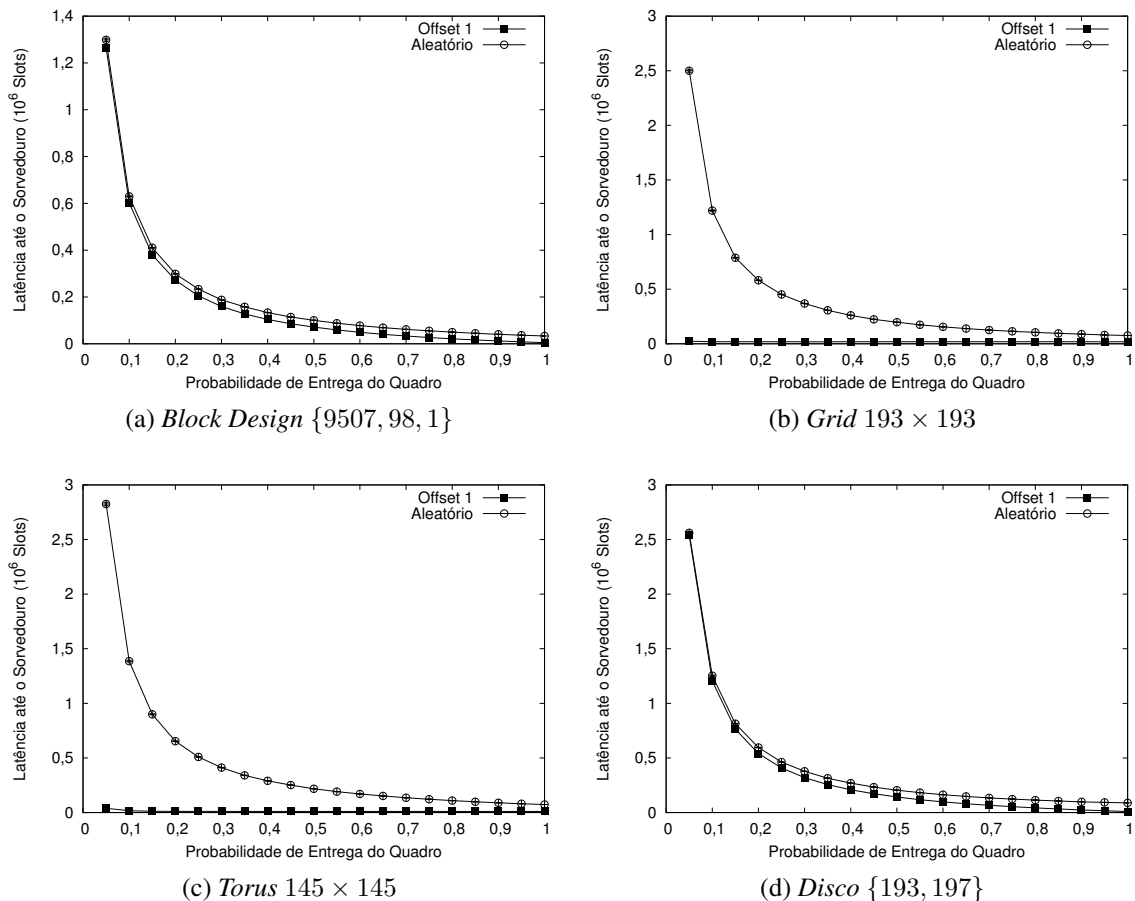 Latência até o Sorvedouro (10^6 Slots)
1,4
1,2
1
0,8
0,6
0,4
0,2
0
Offset 1
Aleatório
0 0,1 0,2 0,3 0,4 0,5 0,6 0,7 0,8 0,9 1
Probabilidade de Entrega do Quadro
(a) Block Design {9507, 98, 1}
Latência até o Sorvedouro (10^6 Slots)
3
2,5
2
1,5
1
0,5
0
Offset 1
Aleatório
0 0,1 0,2 0,3 0,4 0,5 0,6 0,7 0,8 0,9 1
Probabilidade de Entrega do Quadro
(b) Grid 193 × 193
Latência até o Sorvedouro (10^6 Slots)
3
2,5
2
1,5
1
0,5
0
Offset 1
Aleatório
0 0,1 0,2 0,3 0,4 0,5 0,6 0,7 0,8 0,9 1
Probabilidade de Entrega do Quadro
(c) Torus 145 × 145
Latência até o Sorvedouro (10^6 Slots)
3
2,5
2
1,5
1
0,5
0
Offset 1
Aleatório
0 0,1 0,2 0,3 0,4 0,5 0,6 0,7 0,8 0,9 1
Probabilidade de Entrega do Quadro
(d) Disco {193, 197}